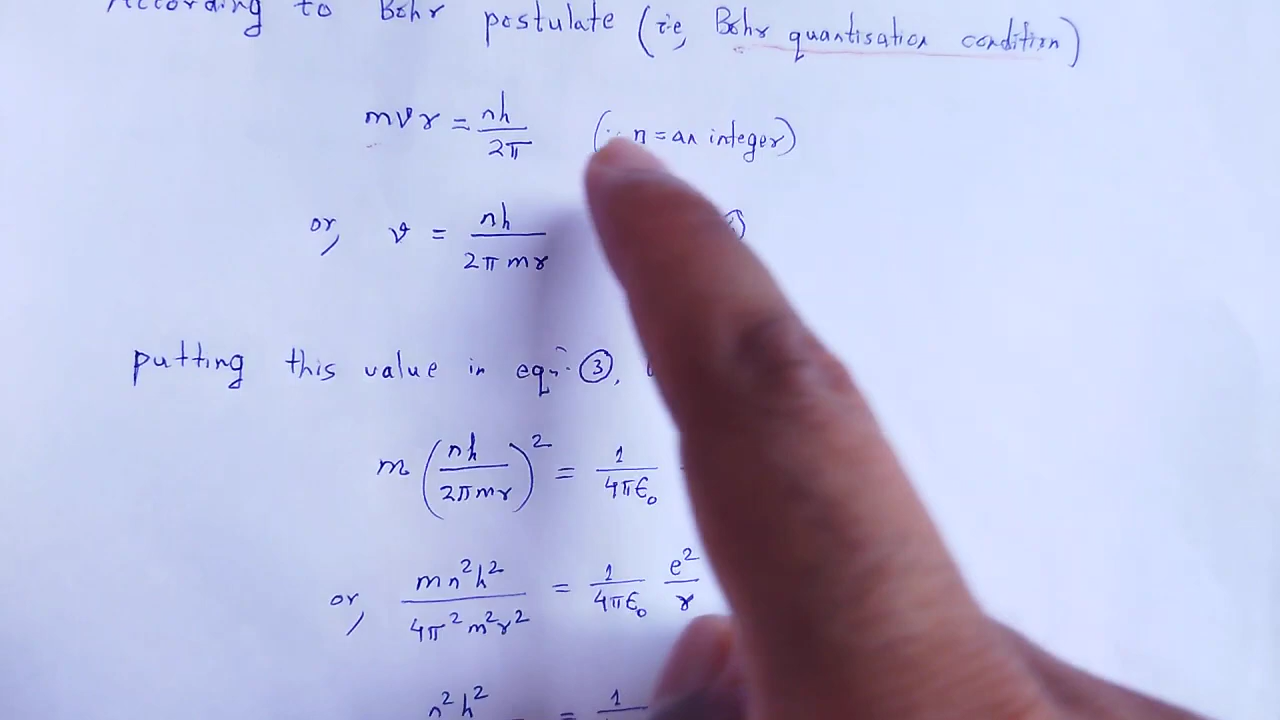 According to Bohr postulate (i.e, Bohr quantisation condition)
mvr = nh/2π (∵ n = an integer)
or, v = nh/2πmr
putting this value in eqn. ③,
m(nh/2πmr)² = 1/4πϵ₀
or, mn²h²/4π²m²r² = 1/4πϵ₀ e²/r
n²h² = 1